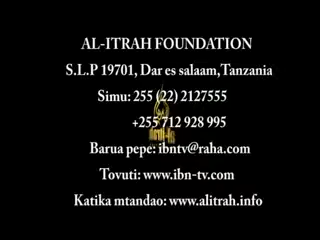 AL-ITRAH FOUNDATION
S.L.P 19701, Dar es salaam,Tanzania
Simu: 255 (22) 2127555
+255 712 928 995
Barua pepe: ibntv@raha.com
Tovuti: www.ibn-tv.com
Katika mtandao: www.alitrah.info